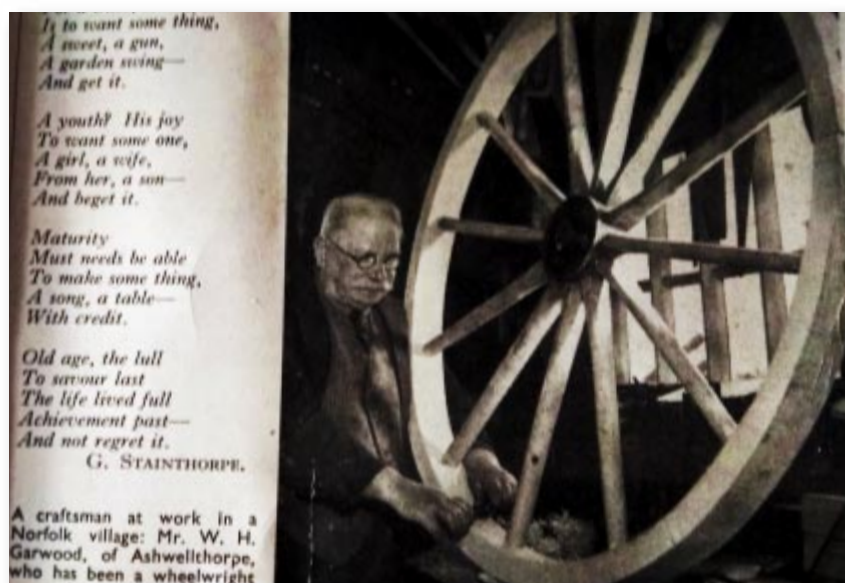 Is to want some thing,
A sweet, a gun,
A garden swing—
And get it.
A youth? His joy
To want some one,
A girl, a wife,
From her, a son—
And beget it.
Maturity
Must needs be able
To make some thing,
A song, a table—
With credit.
Old age, the lull
To savour last
The life lived full
Achievement past—
And not regret it.
G. STAINTHORPE.
A craftsman at work in a
Norfolk village: Mr. W. H.
Garwood, of Ashwellthorpe,
who has been a wheelwright